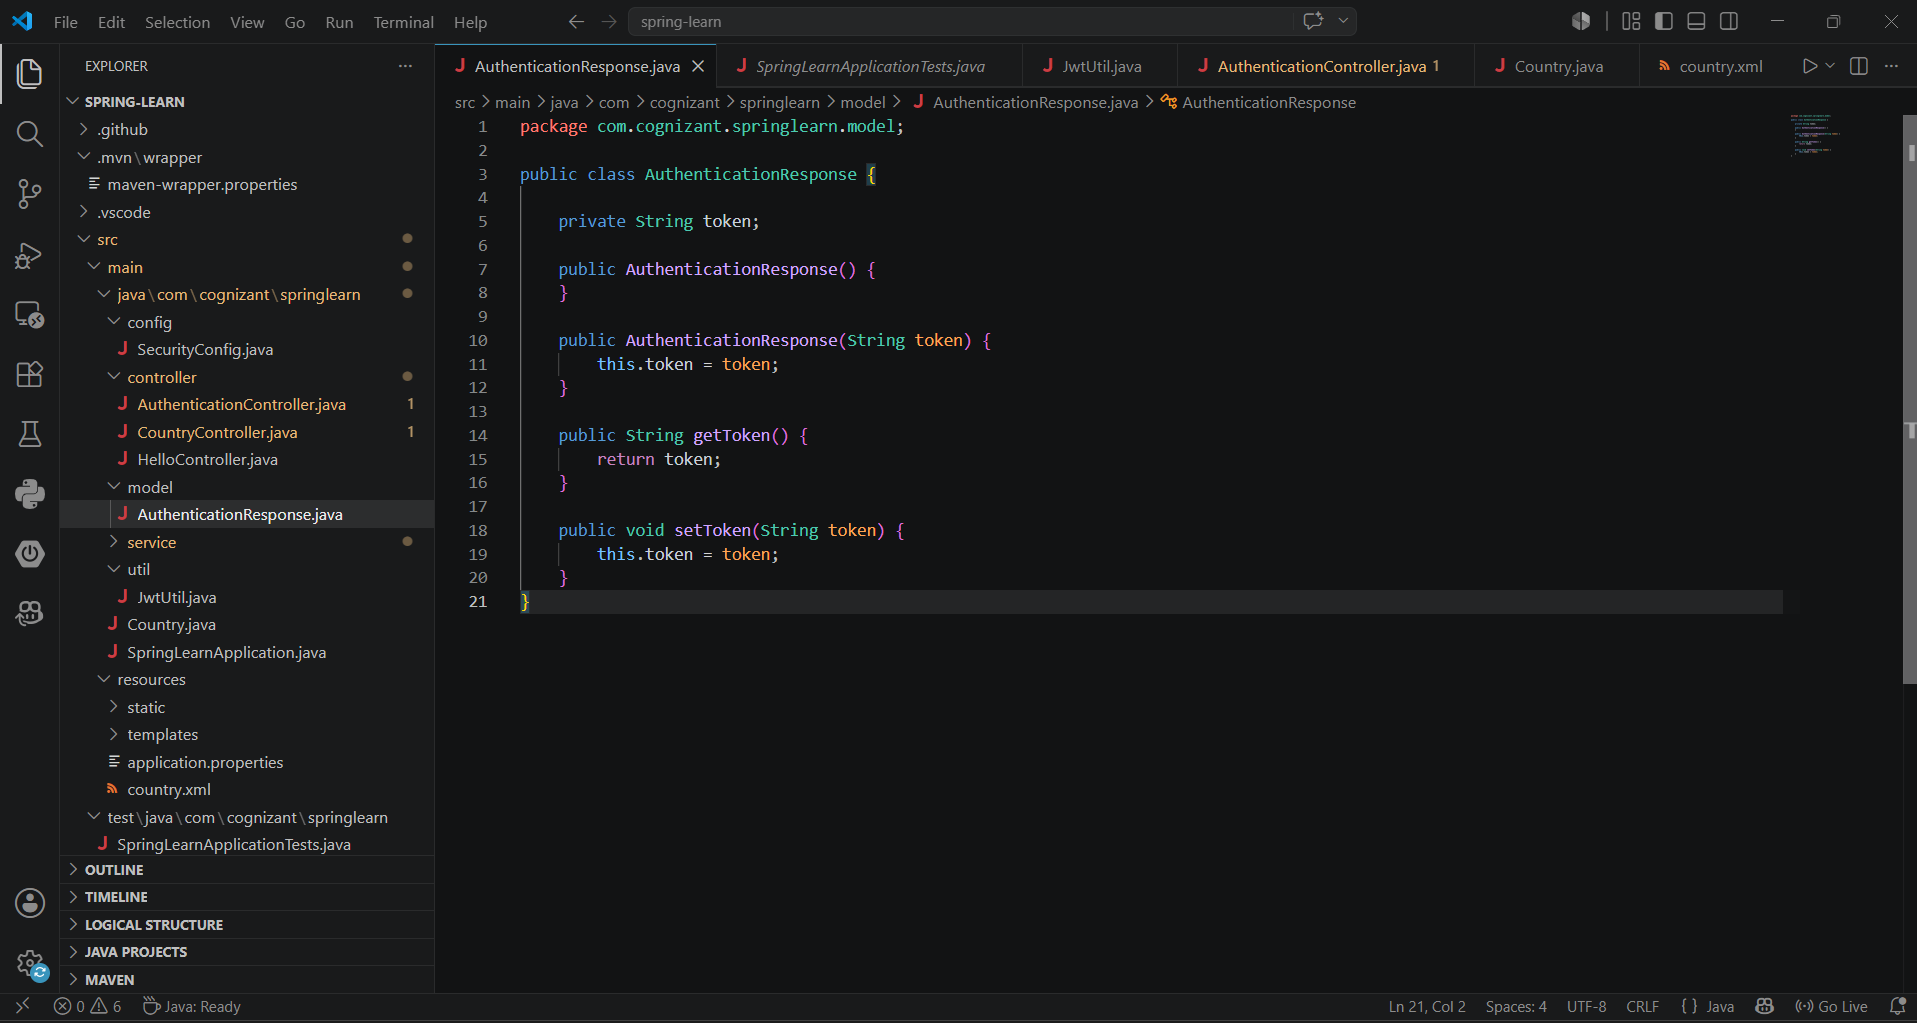 File Edit Selection View Go Run Terminal Help
spring-learn
EXPLORER
SPRING-LEARN
.github
.mvn\wrapper
maven-wrapper.properties
.vscode
src
main
java\com\cognizant\springlearn
config
SecurityConfig.java
controller
AuthenticationController.java 1
CountryController.java 1
HelloController.java
model
AuthenticationResponse.java
service
util
JwtUtil.java
Country.java
SpringLearnApplication.java
resources
static
templates
application.properties
country.xml
test\java\com\cognizant\springlearn
SpringLearnApplicationTests.java
OUTLINE
TIMELINE
LOGICAL STRUCTURE
JAVA PROJECTS
MAVEN
AuthenticationResponse.java SpringLearnApplicationTests.java JwtUtil.java AuthenticationController.java 1 Country.java country.xml
src > main > java > com > cognizant > springlearn > model > AuthenticationResponse.java > AuthenticationResponse
1 package com.cognizant.springlearn.model;
2
3 public class AuthenticationResponse {
4
5 private String token;
6
7 public AuthenticationResponse() {
8 }
9
10 public AuthenticationResponse(String token) {
11 this.token = token;
12 }
13
14 public String getToken() {
15 return token;
16 }
17
18 public void setToken(String token) {
19 this.token = token;
20 }
21 }
0 6 Java: Ready
Ln 21, Col 2 Spaces: 4 UTF-8 CRLF {} Java Go Live